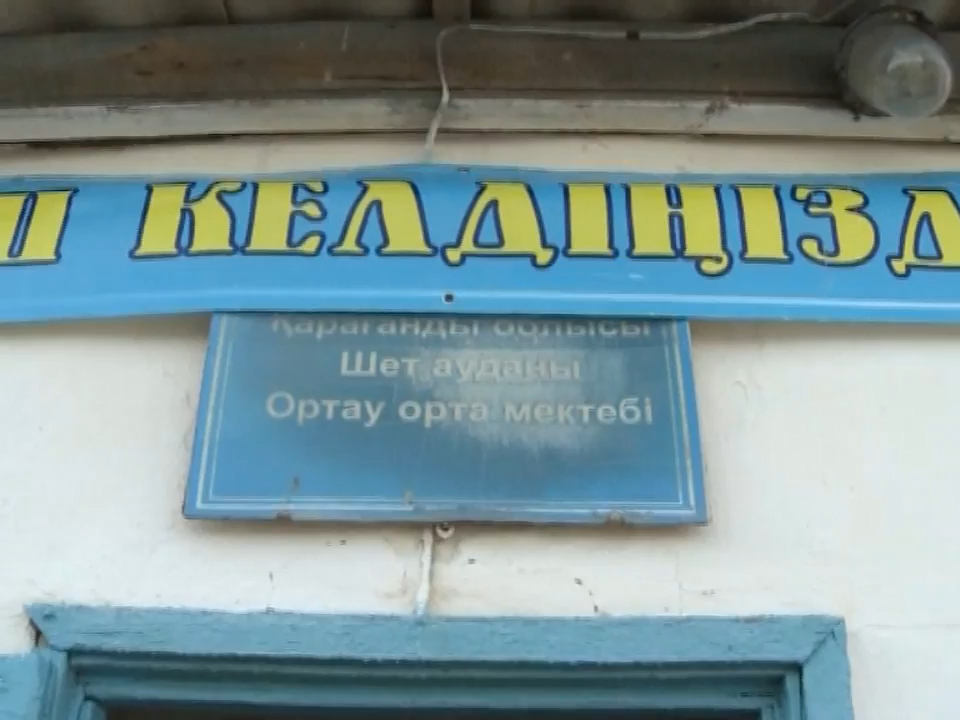 КЕЛДІҢІЗД
Қарағанды облысы
Шет ауданы
Ортау орта мектебі